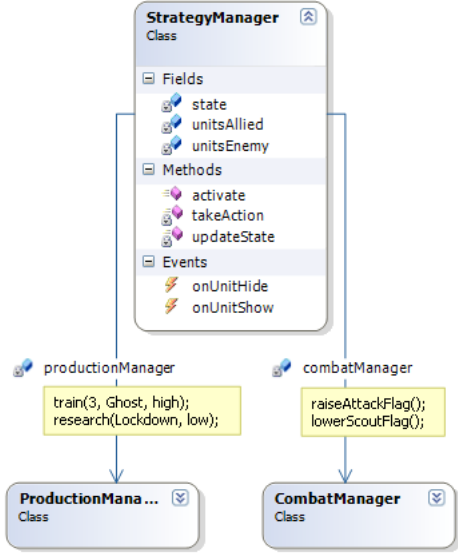 StrategyManager
Class
Fields
state
unitsAllied
unitsEnemy
Methods
activate
takeAction
updateState
Events
onUnitHide
onUnitShow
productionManager
train(3, Ghost, high);
research(Lockdown, low);
combatManager
raiseAttackFlag();
lowerScoutFlag();
ProductionMana...
Class
CombatManager
Class